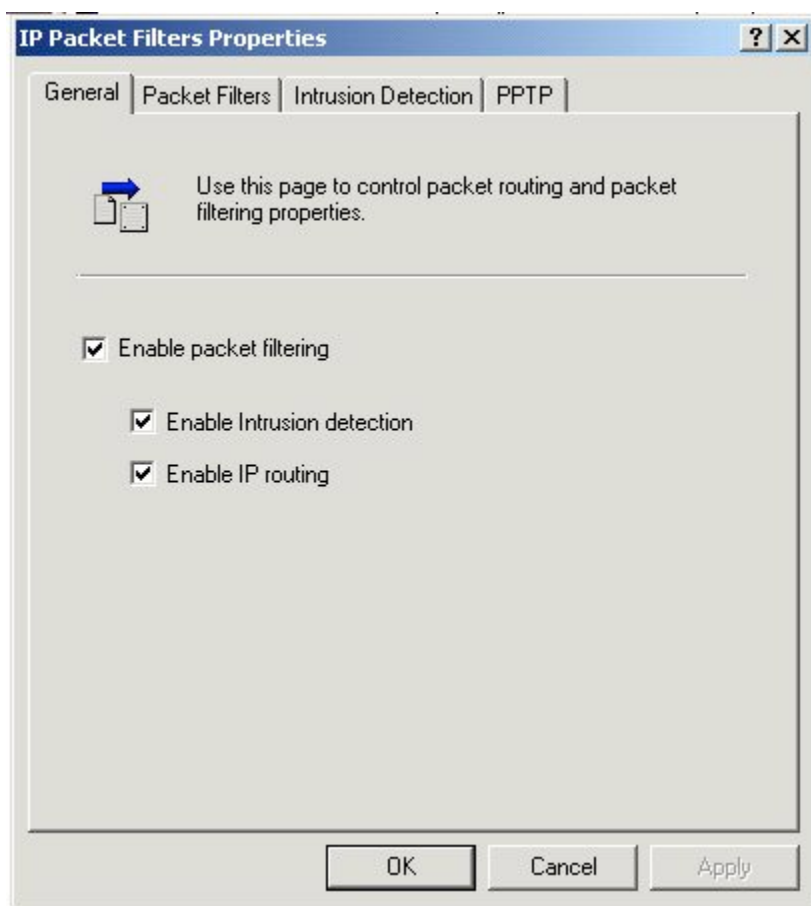 IP Packet Filters Properties
General Packet Filters Intrusion Detection PPTP
Use this page to control packet routing and packet
filtering properties.
Enable packet filtering
Enable Intrusion detection
Enable IP routing
OK Cancel Apply